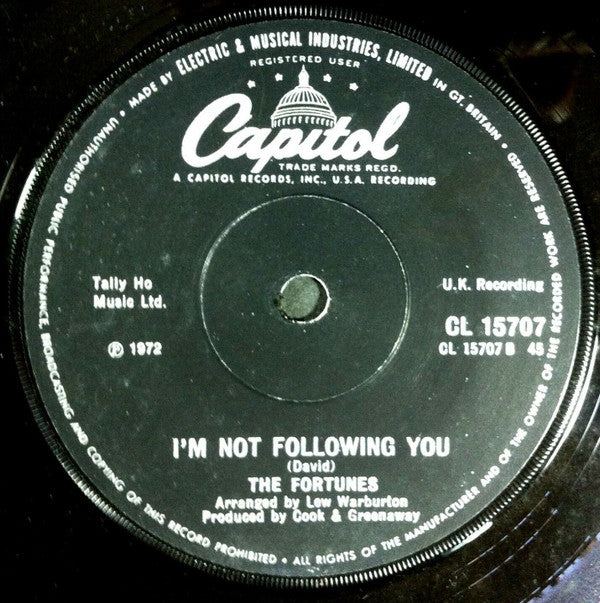 MADE BY ELECTRIC & MUSICAL INDUSTRIES, LIMITED IN GT. BRITAIN • ALL RIGHTS OF THE MANUFACTURER AND OF THE OWNER OF THE RECORDED WORK ARE RESERVED • UNAUTHORISED PUBLIC PERFORMANCE, BROADCASTING AND COPYING OF THIS RECORD PROHIBITED •
REGISTERED USER
Capitol
TRADE MARKS REGD.
A CAPITOL RECORDS, INC., U.S.A. RECORDING
Tally Ho
Music Ltd.
U.K. Recording
CL 15707
℗ 1972
CL 15707 B 45
I'M NOT FOLLOWING YOU
(David)
THE FORTUNES
Arranged by Lew Warburton
Produced by Cook & Greenaway